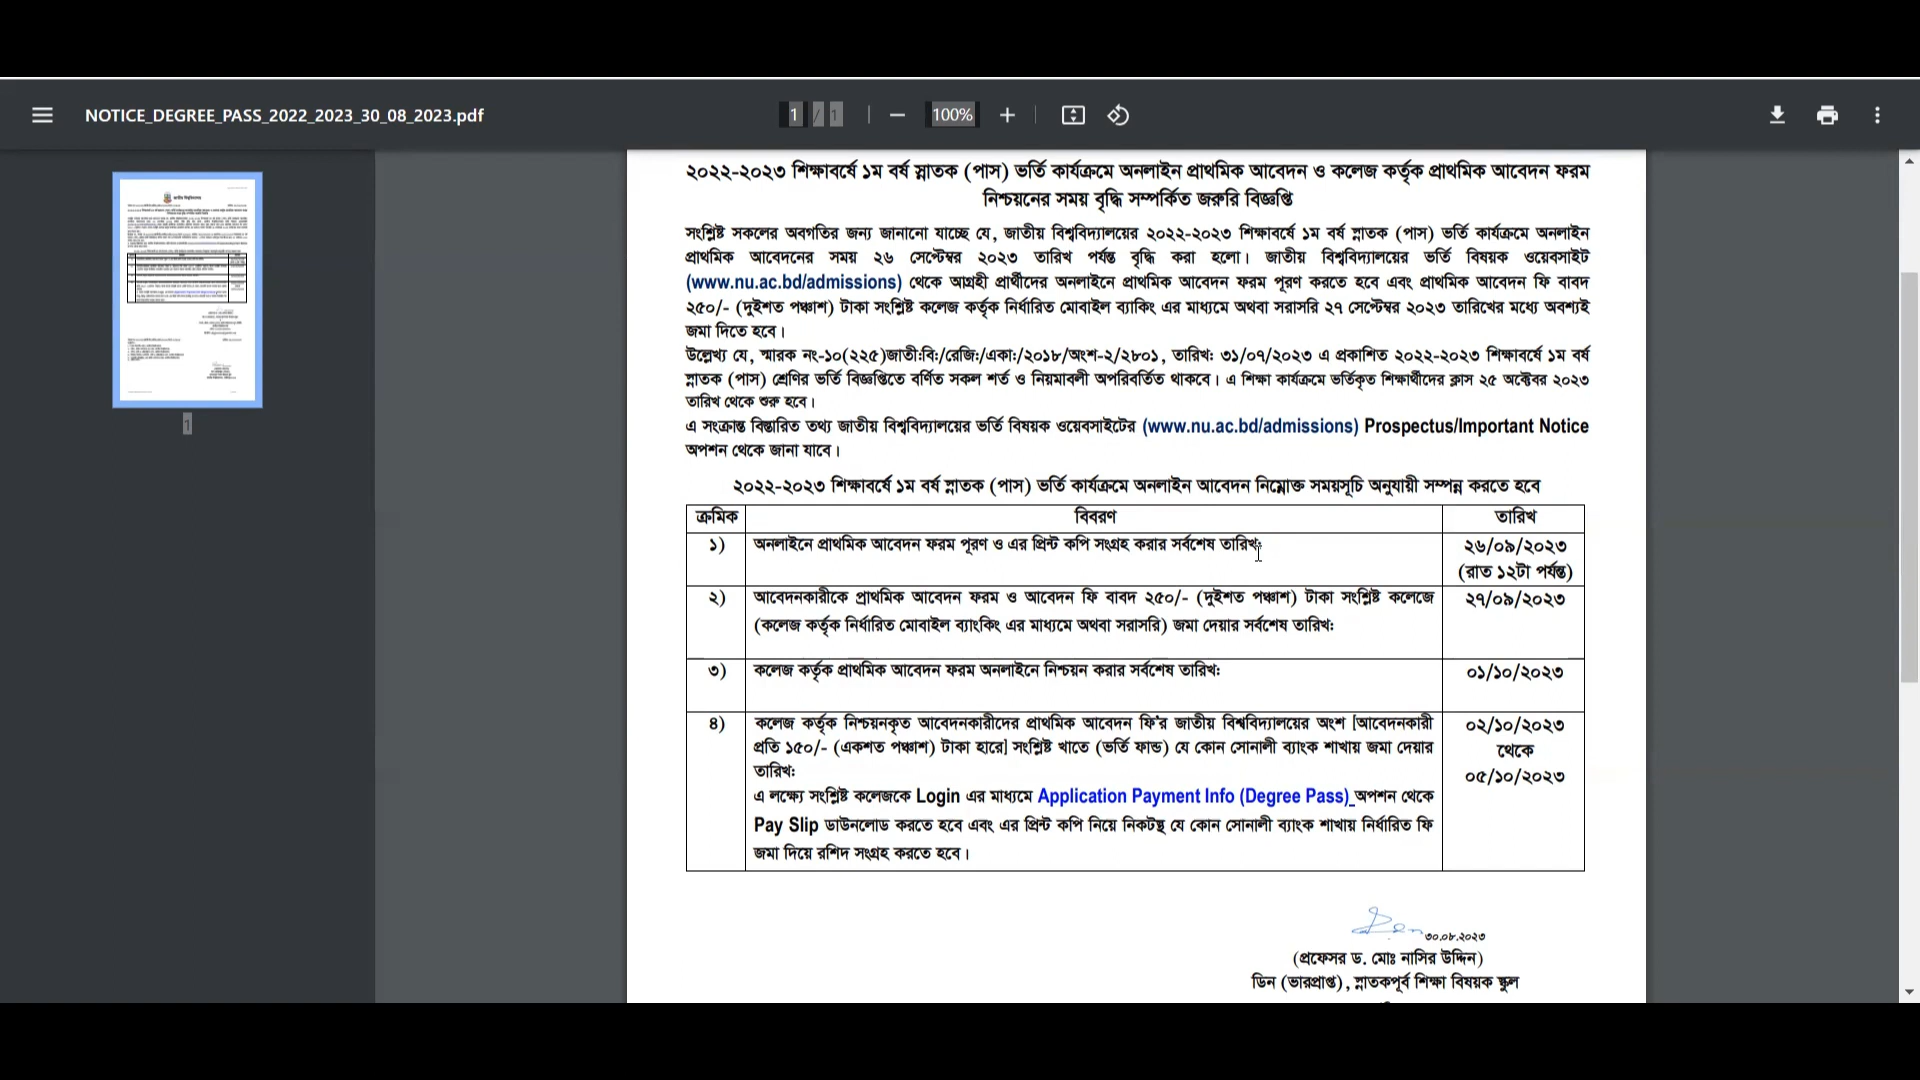 NOTICE_DEGREE_PASS_2022_2023_30_08_2023.pdf
1 / 1
100%
২০২২-২০২৩ শিক্ষাবর্ষে ১ম বর্ষ স্নাতক (পাস) ভর্তি কার্যক্রমে অনলাইন প্রাথমিক আবেদন ও কলেজ কর্তৃক প্রাথমিক আবেদন ফরম
নিশ্চয়নের সময় বৃদ্ধি সম্পর্কিত জরুরি বিজ্ঞপ্তি
সংশ্লিষ্ট সকলের অবগতির জন্য জানানো যাচ্ছে যে, জাতীয় বিশ্ববিদ্যালয়ের ২০২২-২০২৩ শিক্ষাবর্ষে ১ম বর্ষ স্নাতক (পাস) ভর্তি কার্যক্রমে অনলাইন
প্রাথমিক আবেদনের সময় ২৬ সেপ্টেম্বর ২০২৩ তারিখ পর্যন্ত বৃদ্ধি করা হলো। জাতীয় বিশ্ববিদ্যালয়ের ভর্তি বিষয়ক ওয়েবসাইট
(www.nu.ac.bd/admissions) থেকে আগ্রহী প্রার্থীদের অনলাইনে প্রাথমিক আবেদন ফরম পূরণ করতে হবে এবং প্রাথমিক আবেদন ফি বাবদ
২৫০/- (দুইশত পঞ্চাশ) টাকা সংশ্লিষ্ট কলেজ কর্তৃক নির্ধারিত মোবাইল ব্যাকিং এর মাধ্যমে অথবা সরাসরি ২৭ সেপ্টেম্বর ২০২৩ তারিখের মধ্যে অবশ্যই
জমা দিতে হবে।
উল্লেখ্য যে, স্মারক নং-১০(২২৫)জাতী:বি:/রেজি:/একা:/২০১৮/অংশ-২/২৮০১, তারিখ: ৩১/০৭/২০২৩ এ প্রকাশিত ২০২২-২০২৩ শিক্ষাবর্ষে ১ম বর্ষ
স্নাতক (পাস) শ্রেণির ভর্তি বিজ্ঞপ্তিতে বর্ণিত সকল শর্ত ও নিয়মাবলী অপরিবর্তিত থাকবে। এ শিক্ষা কার্যক্রমে ভর্তিকৃত শিক্ষার্থীদের ক্লাস ২৫ অক্টেবর ২০২৩
তারিখ থেকে শুরু হবে।
এ সংক্রান্ত বিস্তারিত তথ্য জাতীয় বিশ্ববিদ্যালয়ের ভর্তি বিষয়ক ওয়েবসাইটের (www.nu.ac.bd/admissions) Prospectus/Important Notice
অপশন থেকে জানা যাবে।
২০২২-২০২৩ শিক্ষাবর্ষে ১ম বর্ষ স্নাতক (পাস) ভর্তি কার্যক্রমে অনলাইন আবেদন নিম্নোক্ত সময়সূচি অনুযায়ী সম্পন্ন করতে হবে
ক্রমিক বিবরণ তারিখ
১) অনলাইনে প্রাথমিক আবেদন ফরম পূরণ ও এর প্রিন্ট কপি সংগ্রহ করার সর্বশেষ তারিখ: ২৬/০৯/২০২৩
(রাত ১২টা পর্যন্ত)
২) আবেদনকারীকে প্রাথমিক আবেদন ফরম ও আবেদন ফি বাবদ ২৫০/- (দুইশত পঞ্চাশ) টাকা সংশ্লিষ্ট কলেজে ২৭/০৯/২০২৩
(কলেজ কর্তৃক নির্ধারিত মোবাইল ব্যাংকিং এর মাধ্যমে অথবা সরাসরি) জমা দেয়ার সর্বশেষ তারিখ:
৩) কলেজ কর্তৃক প্রাথমিক আবেদন ফরম অনলাইনে নিশ্চয়ন করার সর্বশেষ তারিখ: ০১/১০/২০২৩
৪) কলেজ কর্তৃক নিশ্চয়নকৃত আবেদনকারীদের প্রাথমিক আবেদন ফি'র জাতীয় বিশ্ববিদ্যালয়ের অংশ [আবেদনকারী ০২/১০/২০২৩
প্রতি ১৫০/- (একশত পঞ্চাশ) টাকা হারে] সংশ্লিষ্ট খাতে (ভর্তি ফান্ড) যে কোন সোনালী ব্যাংক শাখায় জমা দেয়ার থেকে
তারিখ: ০৫/১০/২০২৩
এ লক্ষ্যে সংশ্লিষ্ট কলেজকে Login এর মাধ্যমে Application Payment Info (Degree Pass) অপশন থেকে
Pay Slip ডাউনলোড করতে হবে এবং এর প্রিন্ট কপি নিয়ে নিকটস্থ যে কোন সোনালী ব্যাংক শাখায় নির্ধারিত ফি
জমা দিয়ে রশিদ সংগ্রহ করতে হবে।
৩০.০৮.২০২৩
(প্রফেসর ড. মোঃ নাসির উদ্দিন)
ডিন (ভারপ্রাপ্ত), স্নাতকপূর্ব শিক্ষা বিষয়ক স্কুল
1